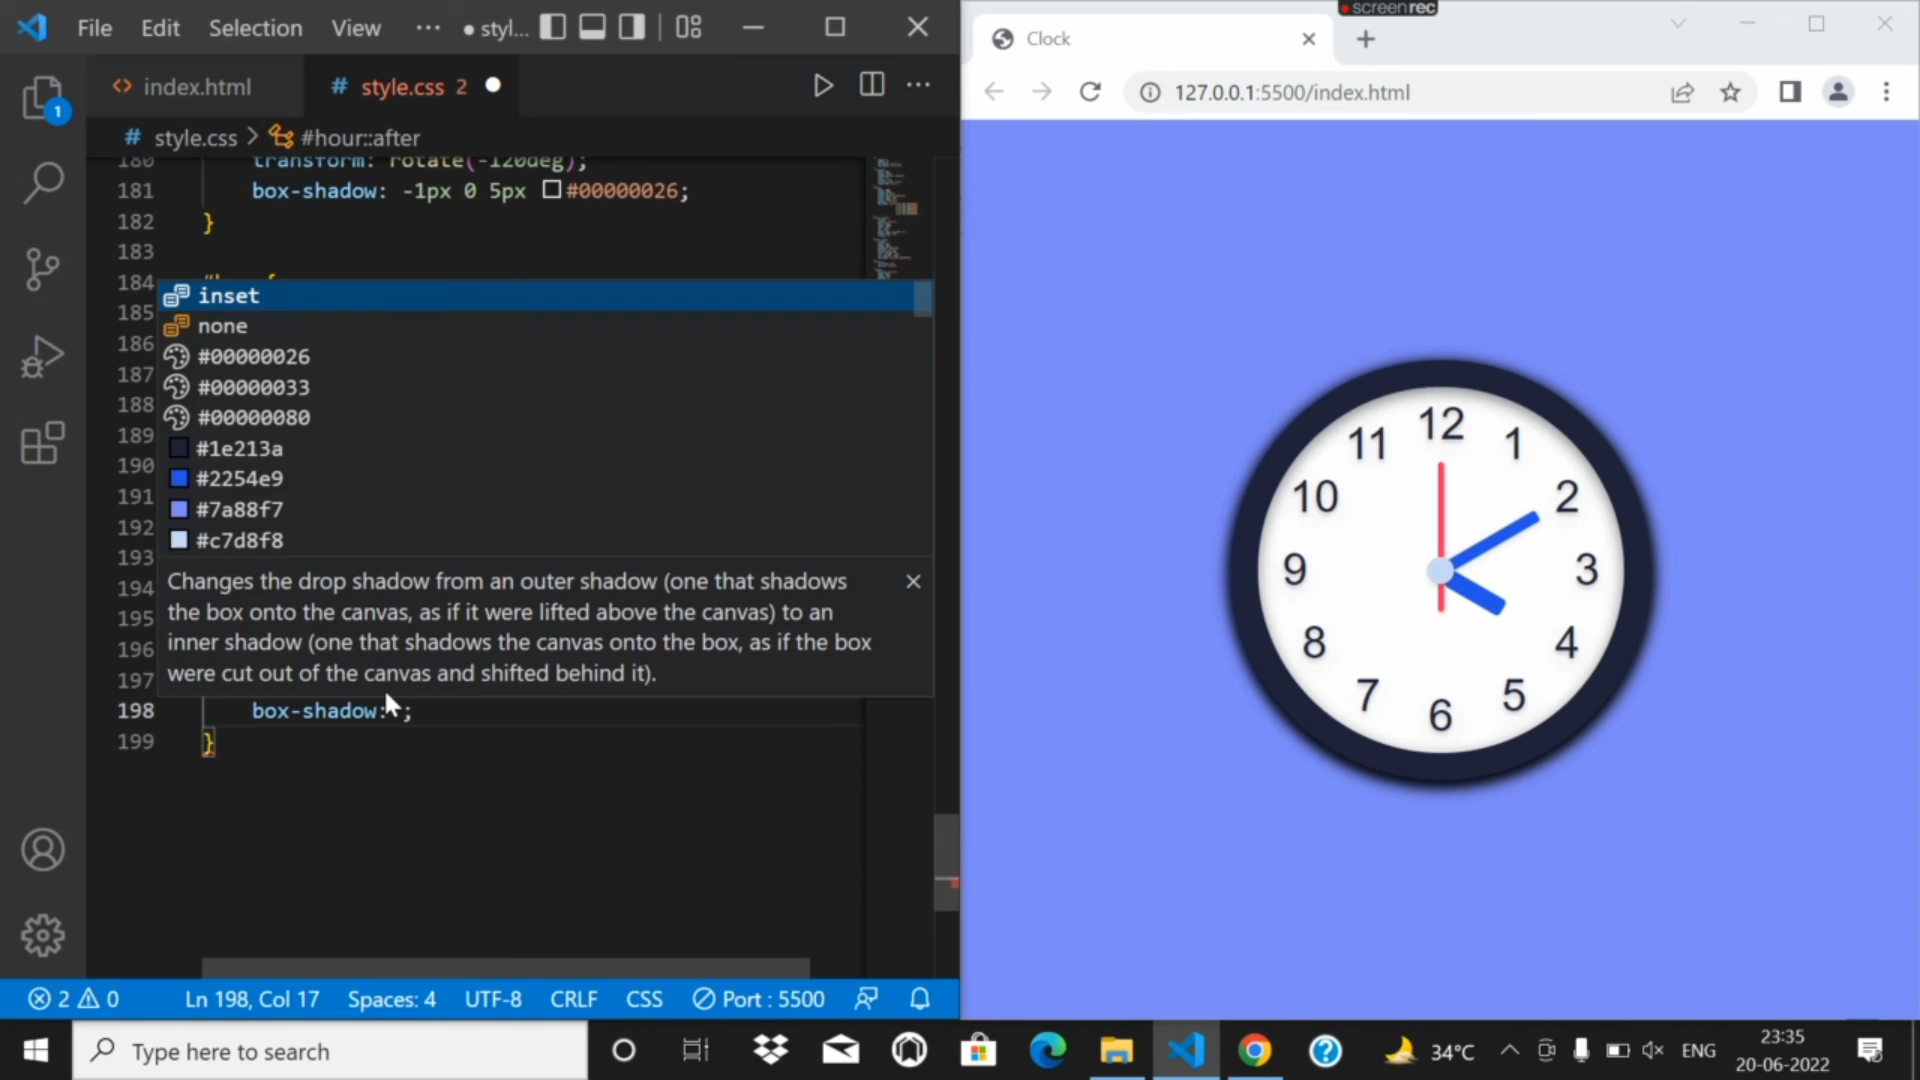 File Edit Selection View ··· ● styl...
index.html # style.css 2 ●
# style.css > #hour::after
180 transform: rotate(-120deg);
181 box-shadow: -1px 0 5px #00000026;
182 }
183
184
185
186
187
188
189
190
191
192
193
194
195
196
197
inset
none
#00000026
#00000033
#00000080
#1e213a
#2254e9
#7a88f7
#c7d8f8
Changes the drop shadow from an outer shadow (one that shadows
the box onto the canvas, as if it were lifted above the canvas) to an
inner shadow (one that shadows the canvas onto the box, as if the box
were cut out of the canvas and shifted behind it).
198 box-shadow: ;
199 }
2 0 Ln 198, Col 17 Spaces: 4 UTF-8 CRLF CSS Port : 5500
screenrec
Clock
127.0.0.1:5500/index.html
12
11 1
10 2
9 3
8 4
7 5
6
Type here to search
34°C ENG
23:35
20-06-2022